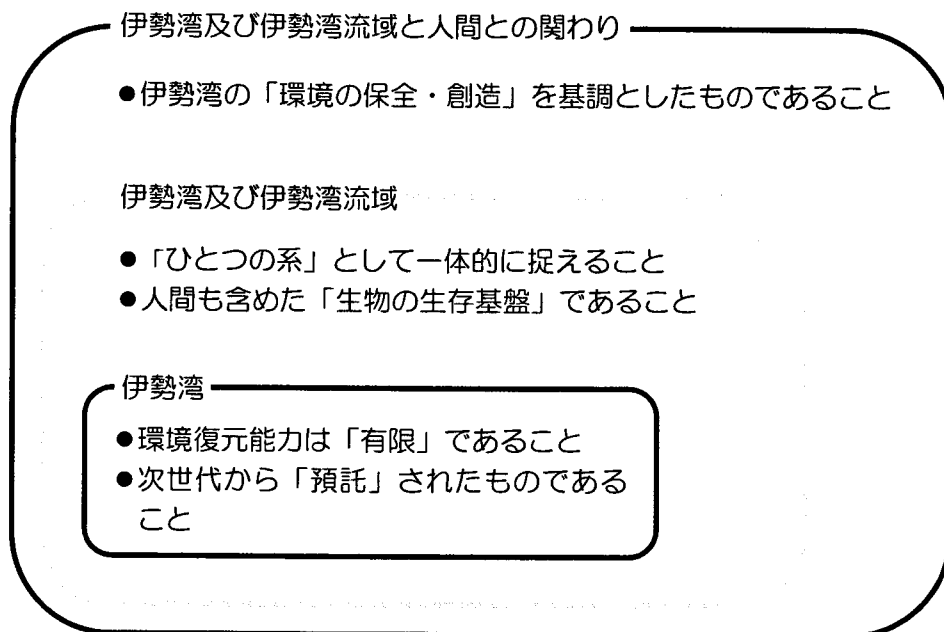 伊勢湾及び伊勢湾流域と人間との関わり
●伊勢湾の「環境の保全・創造」を基調としたものであること
伊勢湾及び伊勢湾流域
●「ひとつの系」として一体的に捉えること
●人間も含めた「生物の生存基盤」であること
伊勢湾
●環境復元能力は「有限」であること
●次世代から「預託」されたものである
こと